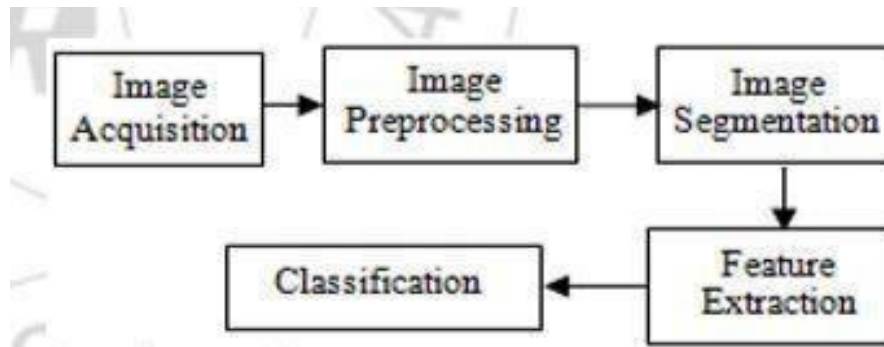 Image
Acquisition
Image
Preprocessing
Image
Segmentation
Feature
Extraction
Classification